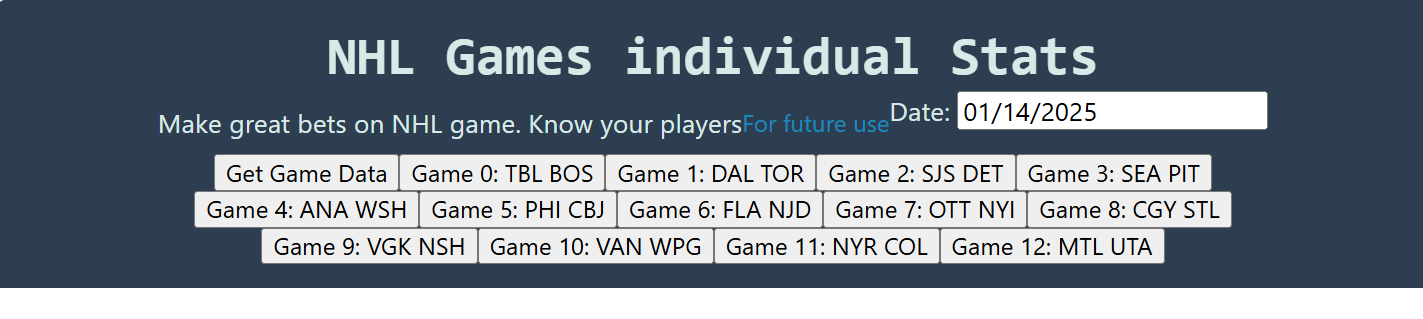 NHL Games individual Stats
Make great bets on NHL game. Know your playersFor future useDate: 01/14/2025
Get Game Data Game 0: TBL BOS Game 1: DAL TOR Game 2: SJS DET Game 3: SEA PIT
Game 4: ANA WSH Game 5: PHI CBJ Game 6: FLA NJD Game 7: OTT NYI Game 8: CGY STL
Game 9: VGK NSH Game 10: VAN WPG Game 11: NYR COL Game 12: MTL UTA